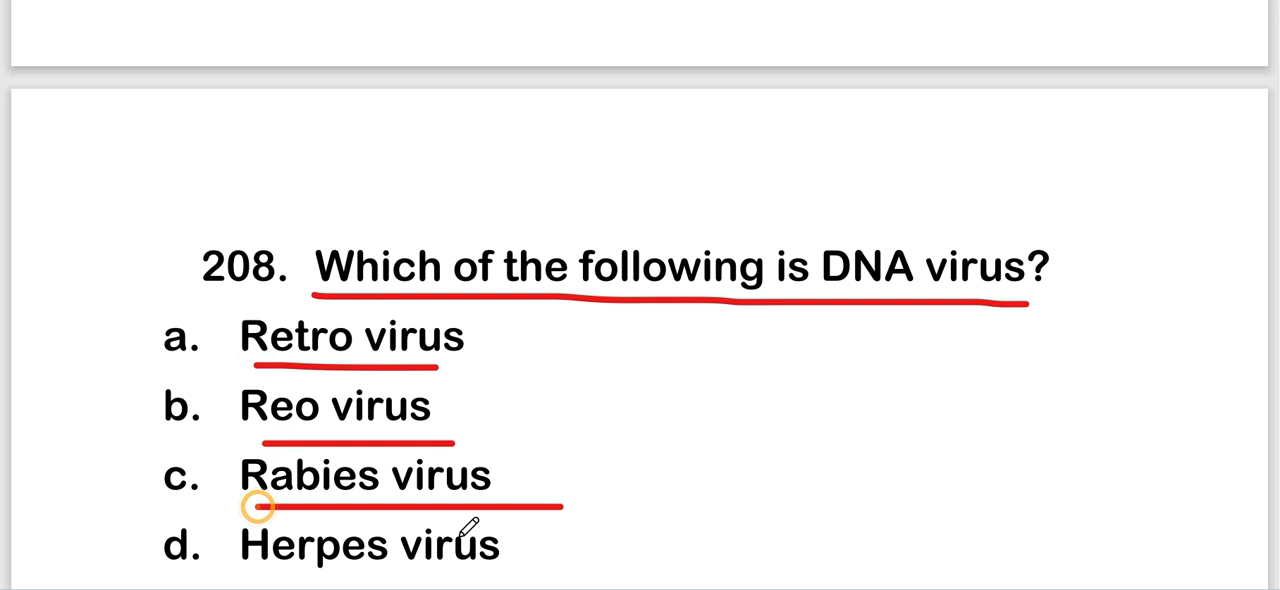 208. Which of the following is DNA virus?
a. Retro virus
b. Reo virus
c. Rabies virus
d. Herpes virus